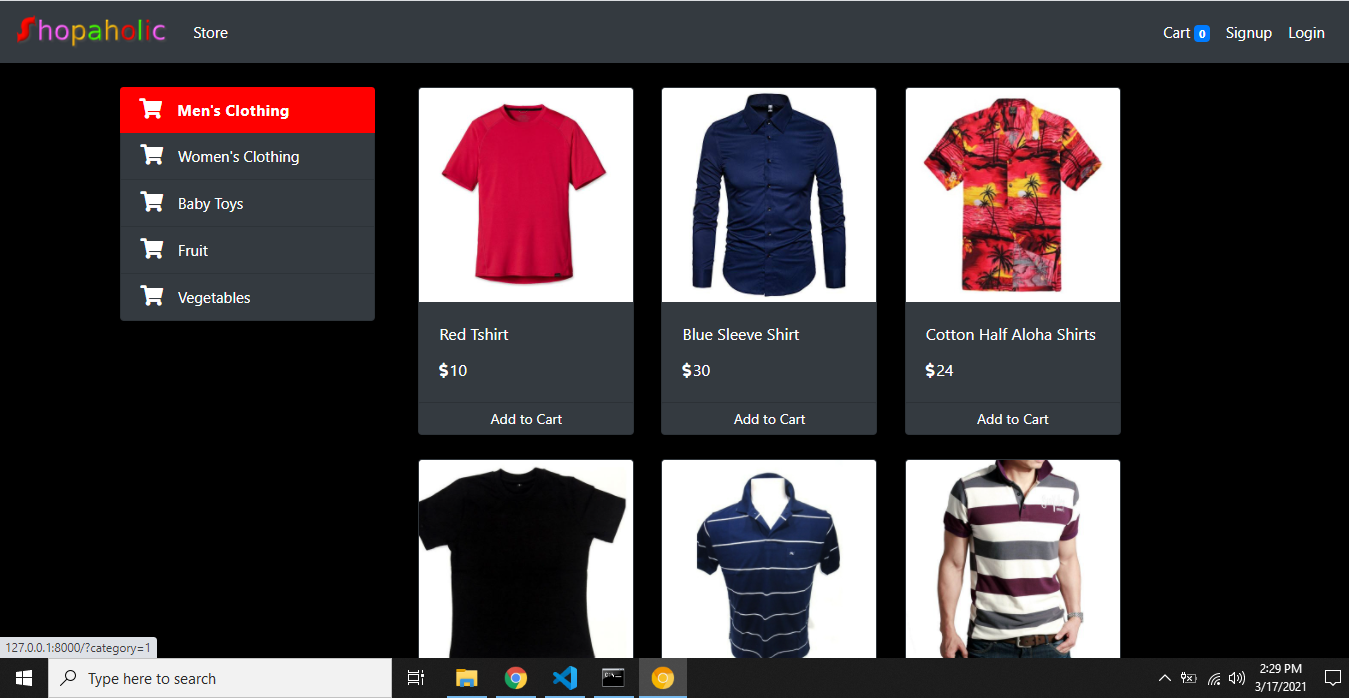 Shopaholic Store Cart 0 Signup Login
Men's Clothing
Women's Clothing
Baby Toys
Fruit
Vegetables
Red Tshirt
$10
Add to Cart
Blue Sleeve Shirt
$30
Add to Cart
Cotton Half Aloha Shirts
$24
Add to Cart
127.0.0.1:8000/?category=1
Type here to search
2:29 PM
3/17/2021